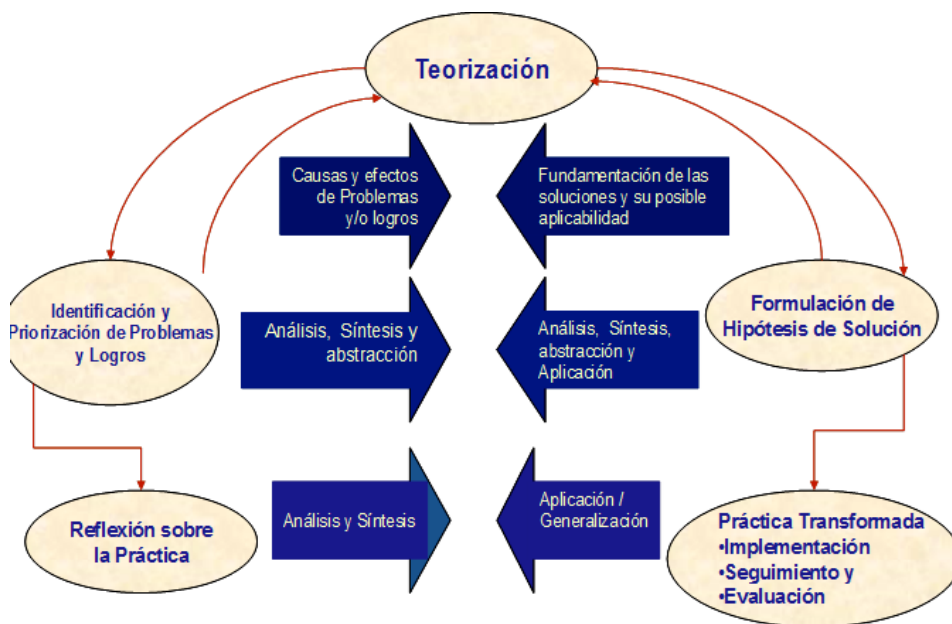 Teorización
Causas y efectos
de Problemas
y/o logros
Fundamentación de las
soluciones y su posible
aplicabilidad
Identificación y
Priorización de Problemas
y Logros
Análisis, Síntesis y
abstracción
Análisis, Síntesis,
abstracción y
Aplicación
Formulación de
Hipótesis de Solución
Reflexión sobre
la Práctica
Análisis y Síntesis
Aplicación /
Generalización
Práctica Transformada
•Implementación
•Seguimiento y
•Evaluación